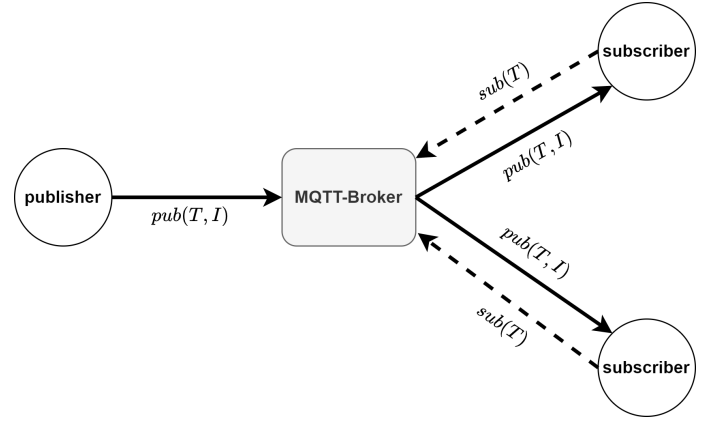 subscriber
sub(T)
pub(T, I)
publisher
MQTT-Broker
pub(T, I)
pub(T, I)
sub(T)
subscriber